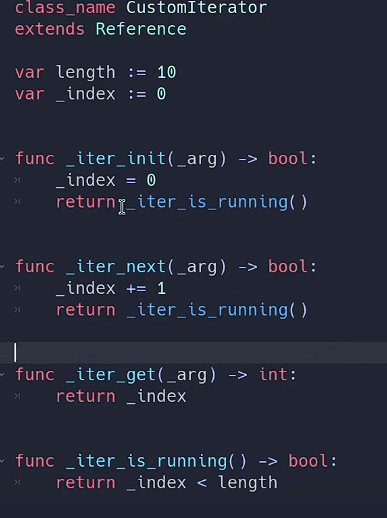 class_name CustomIterator
extends Reference
var length := 10
var _index := 0
func _iter_init(_arg) -> bool:
_index = 0
return _iter_is_running()
func _iter_next(_arg) -> bool:
_index += 1
return _iter_is_running()
func _iter_get(_arg) -> int:
return _index
func _iter_is_running() -> bool:
return _index < length